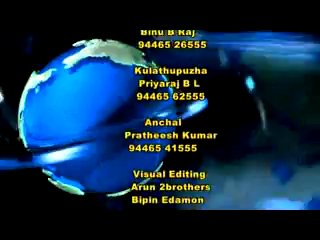 Binu B Raj
94465 26555
Kulathupuzha
Priyaraj B L
94465 62555
Anchal
Pratheesh Kumar
94465 41555
Visual Editing
Arun 2brothers
Bipin Edamon